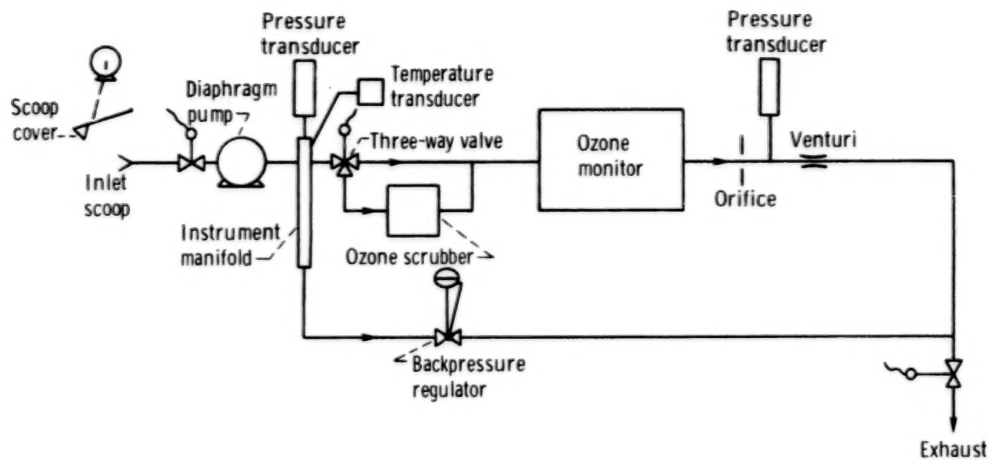 Pressure
transducer
Pressure
transducer
Diaphragm
pump
Temperature
transducer
Scoop
cover
Three-way valve
Ozone
monitor
Venturi
Inlet
scoop
Orifice
Instrument
manifold
Ozone scrubber
Backpressure
regulator
Exhaust